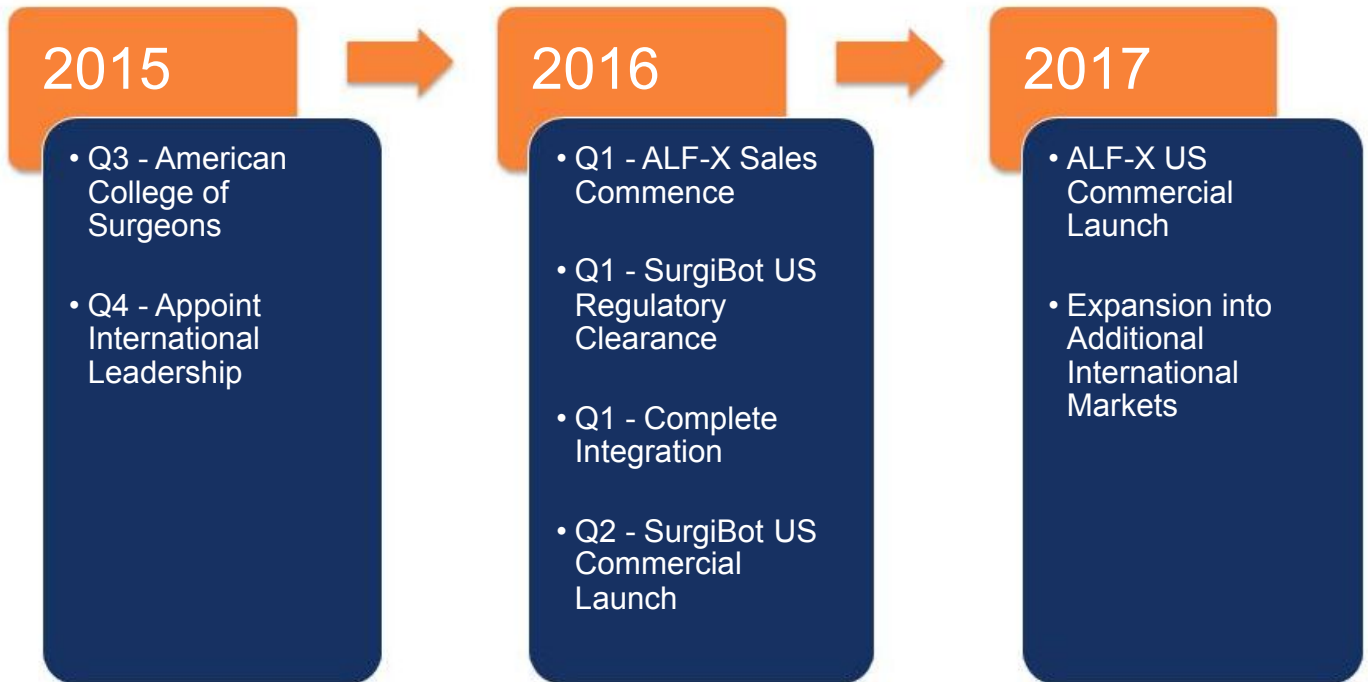 2015
• Q3 - American
College of
Surgeons
• Q4 - Appoint
International
Leadership
2016
• Q1 - ALF-X Sales
Commence
• Q1 - SurgiBot US
Regulatory
Clearance
• Q1 - Complete
Integration
• Q2 - SurgiBot US
Commercial
Launch
2017
• ALF-X US
Commercial
Launch
• Expansion into
Additional
International
Markets